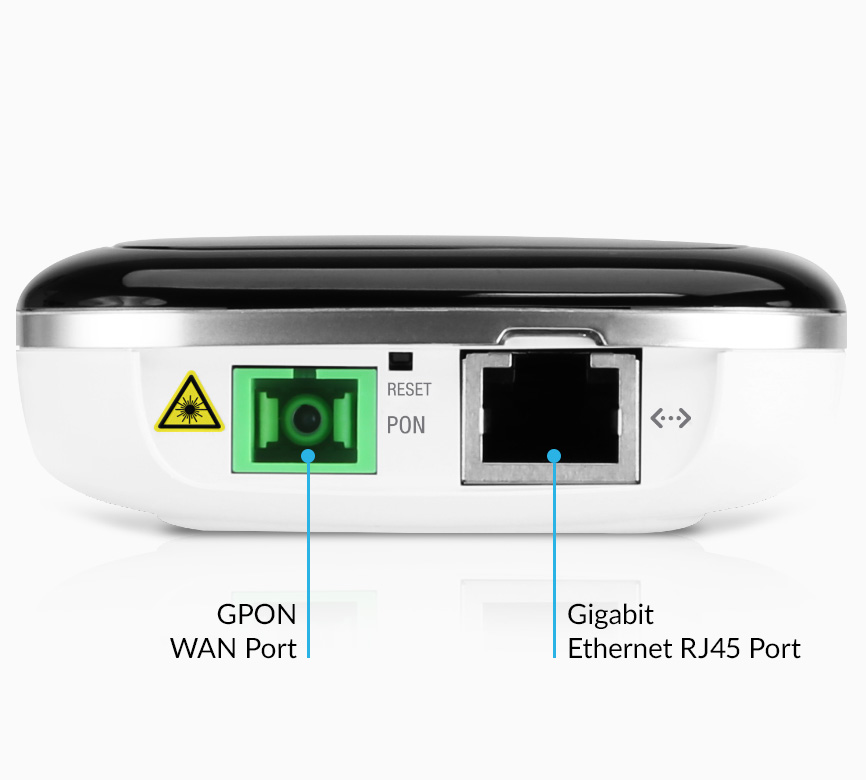 RESET
PON
GPON
WAN Port
Gigabit
Ethernet RJ45 Port